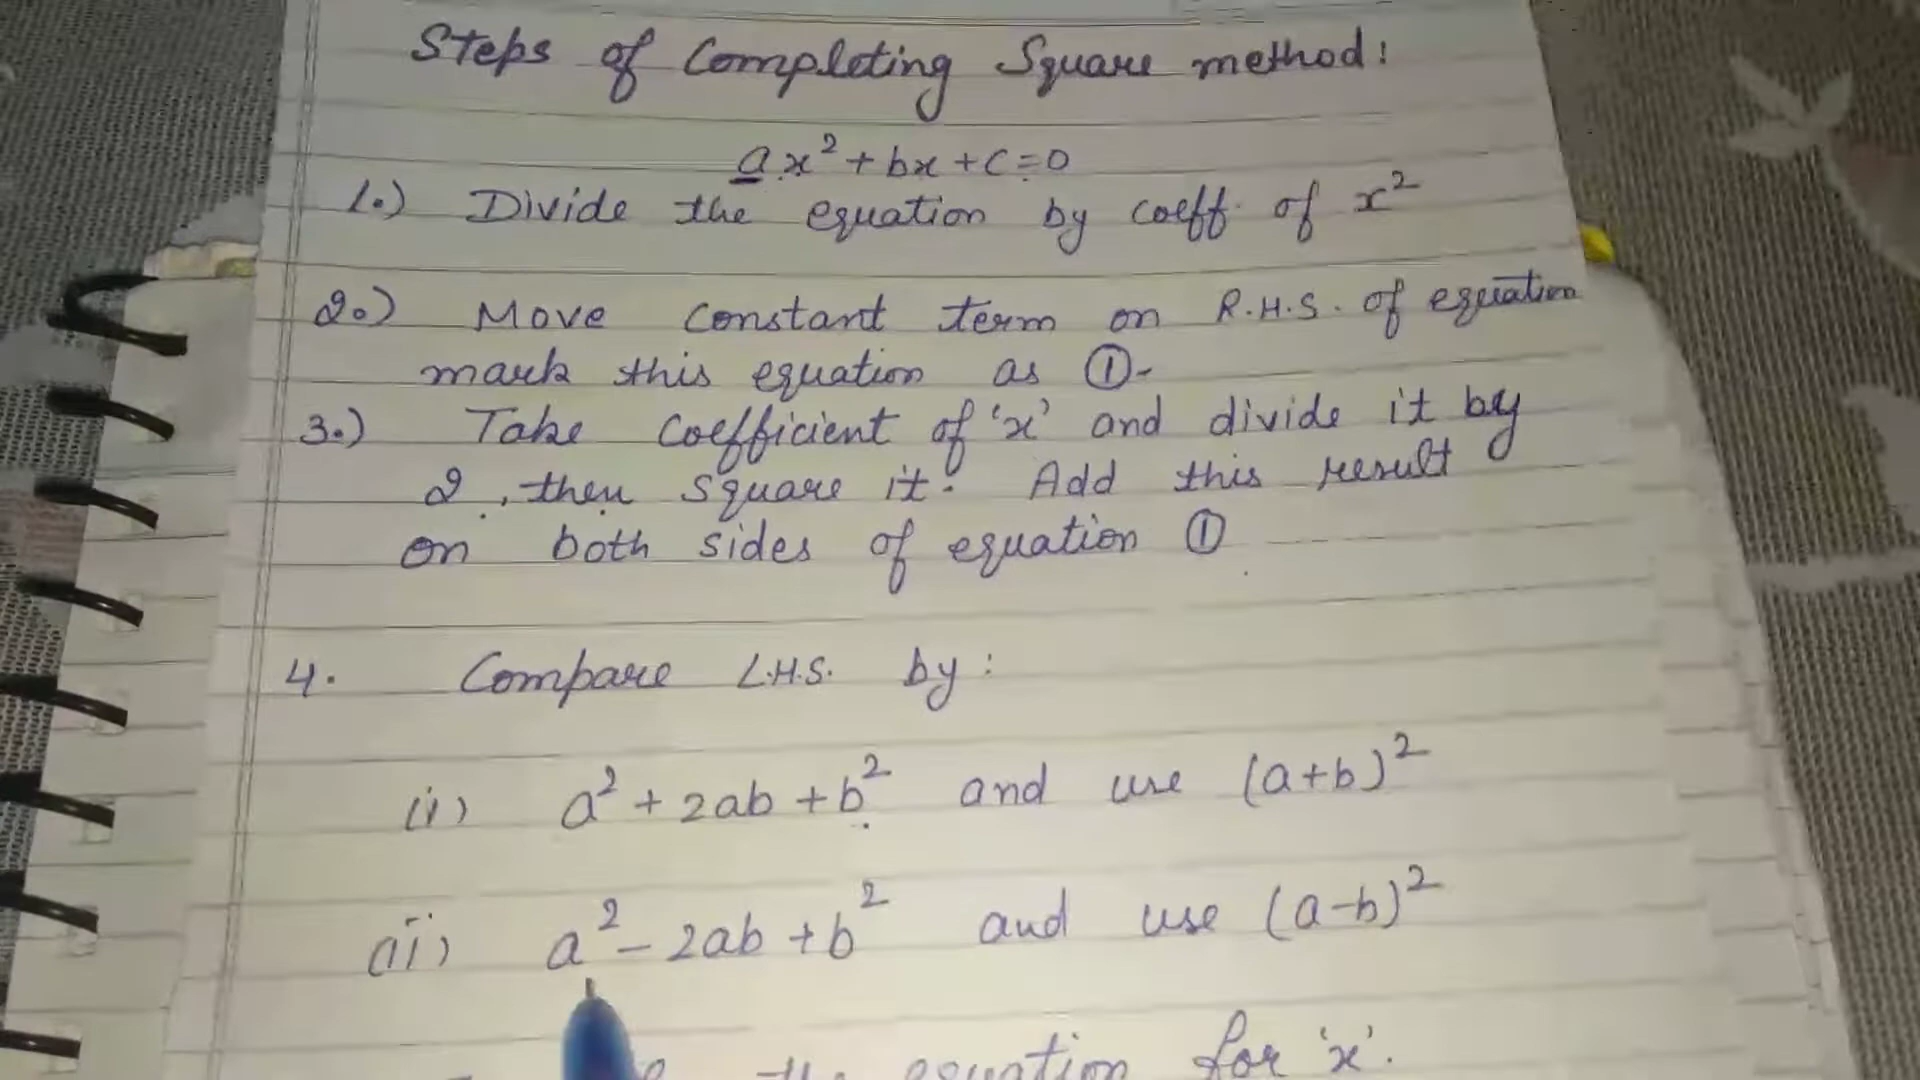 Steps of Completing Square method:
ax² + bx + c = 0
1.) Divide the equation by coeff. of x²
2.) Move constant term on R.H.S. of equation
mark this equation as ①.
3.) Take coefficient of 'x' and divide it by
2, then square it. Add this result
on both sides of equation ①
4. Compare L.H.S. by:
(i) a² + 2ab + b² and use (a+b)²
(ii) a² - 2ab + b² and use (a-b)²
the equation for 'x'.